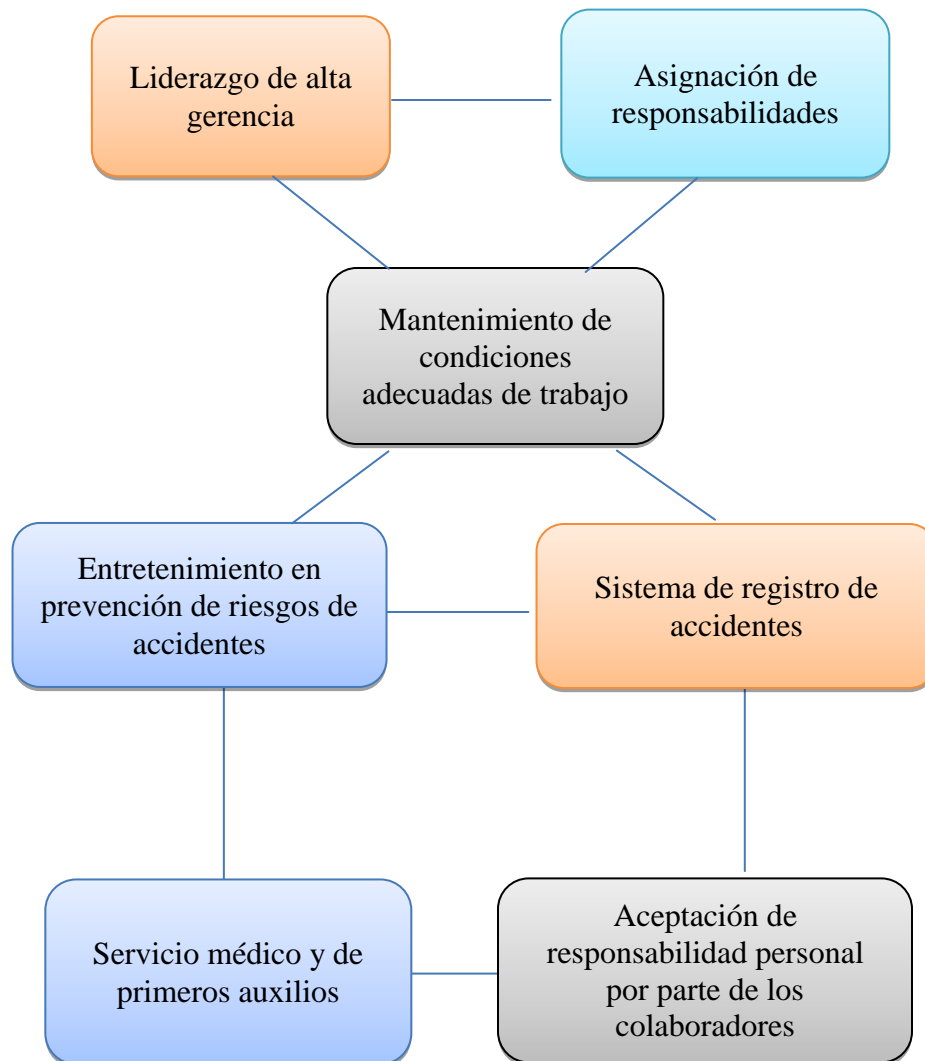 Liderazgo de alta
gerencia
Asignación de
responsabilidades
Mantenimiento de
condiciones
adecuadas de trabajo
Entretenimiento en
prevención de riesgos de
accidentes
Sistema de registro de
accidentes
Servicio médico y de
primeros auxilios
Aceptación de
responsabilidad personal
por parte de los
colaboradores